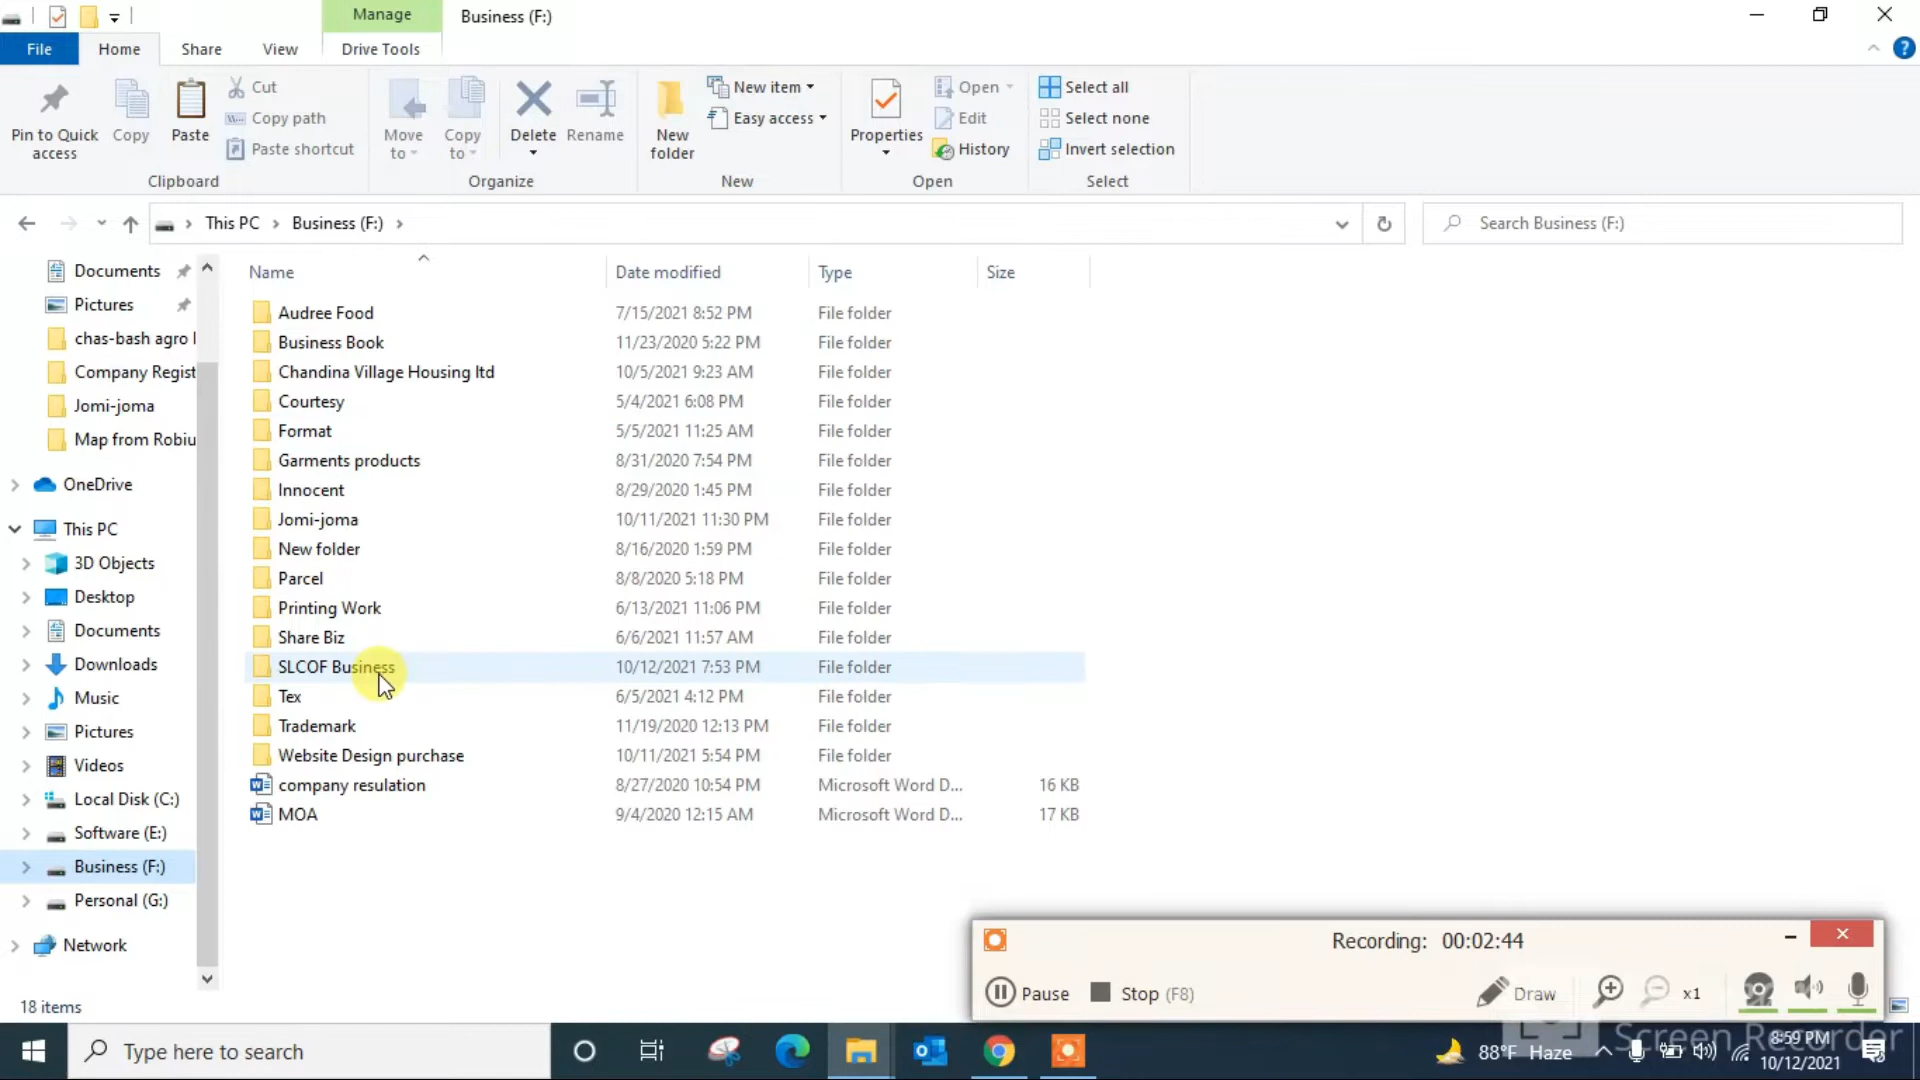 Manage
Business (F:)
File
Home
Share
View
Drive Tools
Pin to Quick access
Copy
Paste
Cut
Copy path
Paste shortcut
Clipboard
Move to
Copy to
Delete
Rename
Organize
New folder
New item
Easy access
New
Properties
Open
Edit
History
Open
Select all
Select none
Invert selection
Select
This PC
Business (F:)
Search Business (F:)
Documents
Pictures
chas-bash agro
Company Regist
Jomi-joma
Map from Robiu
OneDrive
This PC
3D Objects
Desktop
Documents
Downloads
Music
Pictures
Videos
Local Disk (C:)
Software (E:)
Business (F:)
Personal (G:)
Network
Name Date modified Type Size
Audree Food 7/15/2021 8:52 PM File folder
Business Book 11/23/2020 5:22 PM File folder
Chandina Village Housing ltd 10/5/2021 9:23 AM File folder
Courtesy 5/4/2021 6:08 PM File folder
Format 5/5/2021 11:25 AM File folder
Garments products 8/31/2020 7:54 PM File folder
Innocent 8/29/2020 1:45 PM File folder
Jomi-joma 10/11/2021 11:30 PM File folder
New folder 8/16/2020 1:59 PM File folder
Parcel 8/8/2020 5:18 PM File folder
Printing Work 6/13/2021 11:06 PM File folder
Share Biz 6/6/2021 11:57 AM File folder
SLCOF Business 10/12/2021 7:53 PM File folder
Tex 6/5/2021 4:12 PM File folder
Trademark 11/19/2020 12:13 PM File folder
Website Design purchase 10/11/2021 5:54 PM File folder
company resulation 8/27/2020 10:54 PM Microsoft Word D... 16 KB
MOA 9/4/2020 12:15 AM Microsoft Word D... 17 KB
18 items
Recording: 00:02:44
Pause
Stop (F8)
Draw
x1
Screen Recorder
Type here to search
88°F Haze
8:59 PM
10/12/2021